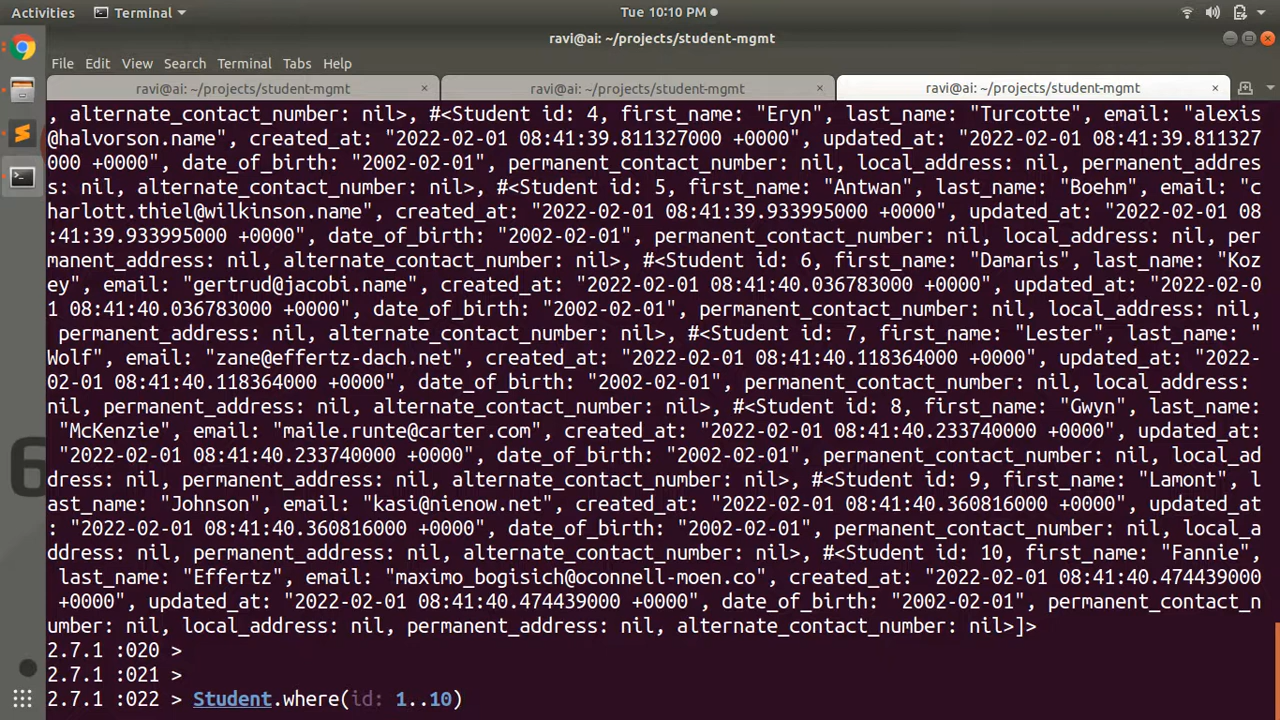 Activities Terminal Tue 10:10 PM
ravi@ai: ~/projects/student-mgmt
File Edit View Search Terminal Tabs Help
ravi@ai: ~/projects/student-mgmt × ravi@ai: ~/projects/student-mgmt × ravi@ai: ~/projects/student-mgmt ×
, alternate_contact_number: nil>, #<Student id: 4, first_name: "Eryn", last_name: "Turcotte", email: "alexis
@halvorson.name", created_at: "2022-02-01 08:41:39.811327000 +0000", updated_at: "2022-02-01 08:41:39.811327
000 +0000", date_of_birth: "2002-02-01", permanent_contact_number: nil, local_address: nil, permanent_addres
s: nil, alternate_contact_number: nil>, #<Student id: 5, first_name: "Antwan", last_name: "Boehm", email: "c
harlott.thiel@wilkinson.name", created_at: "2022-02-01 08:41:39.933995000 +0000", updated_at: "2022-02-01 08
:41:39.933995000 +0000", date_of_birth: "2002-02-01", permanent_contact_number: nil, local_address: nil, per
manent_address: nil, alternate_contact_number: nil>, #<Student id: 6, first_name: "Damaris", last_name: "Koz
ey", email: "gertrud@jacobi.name", created_at: "2022-02-01 08:41:40.036783000 +0000", updated_at: "2022-02-0
1 08:41:40.036783000 +0000", date_of_birth: "2002-02-01", permanent_contact_number: nil, local_address: nil,
permanent_address: nil, alternate_contact_number: nil>, #<Student id: 7, first_name: "Lester", last_name: "
Wolf", email: "zane@effertz-dach.net", created_at: "2022-02-01 08:41:40.118364000 +0000", updated_at: "2022-
02-01 08:41:40.118364000 +0000", date_of_birth: "2002-02-01", permanent_contact_number: nil, local_address:
nil, permanent_address: nil, alternate_contact_number: nil>, #<Student id: 8, first_name: "Gwyn", last_name:
"McKenzie", email: "maile.runte@carter.com", created_at: "2022-02-01 08:41:40.233740000 +0000", updated_at:
"2022-02-01 08:41:40.233740000 +0000", date_of_birth: "2002-02-01", permanent_contact_number: nil, local_ad
dress: nil, permanent_address: nil, alternate_contact_number: nil>, #<Student id: 9, first_name: "Lamont", l
ast_name: "Johnson", email: "kasi@nienow.net", created_at: "2022-02-01 08:41:40.360816000 +0000", updated_at
: "2022-02-01 08:41:40.360816000 +0000", date_of_birth: "2002-02-01", permanent_contact_number: nil, local_a
ddress: nil, permanent_address: nil, alternate_contact_number: nil>, #<Student id: 10, first_name: "Fannie",
last_name: "Effertz", email: "maximo_bogisich@oconnell-moen.co", created_at: "2022-02-01 08:41:40.474439000
+0000", updated_at: "2022-02-01 08:41:40.474439000 +0000", date_of_birth: "2002-02-01", permanent_contact_n
umber: nil, local_address: nil, permanent_address: nil, alternate_contact_number: nil>]>
2.7.1 :020 >
2.7.1 :021 >
2.7.1 :022 > Student.where(id: 1..10)